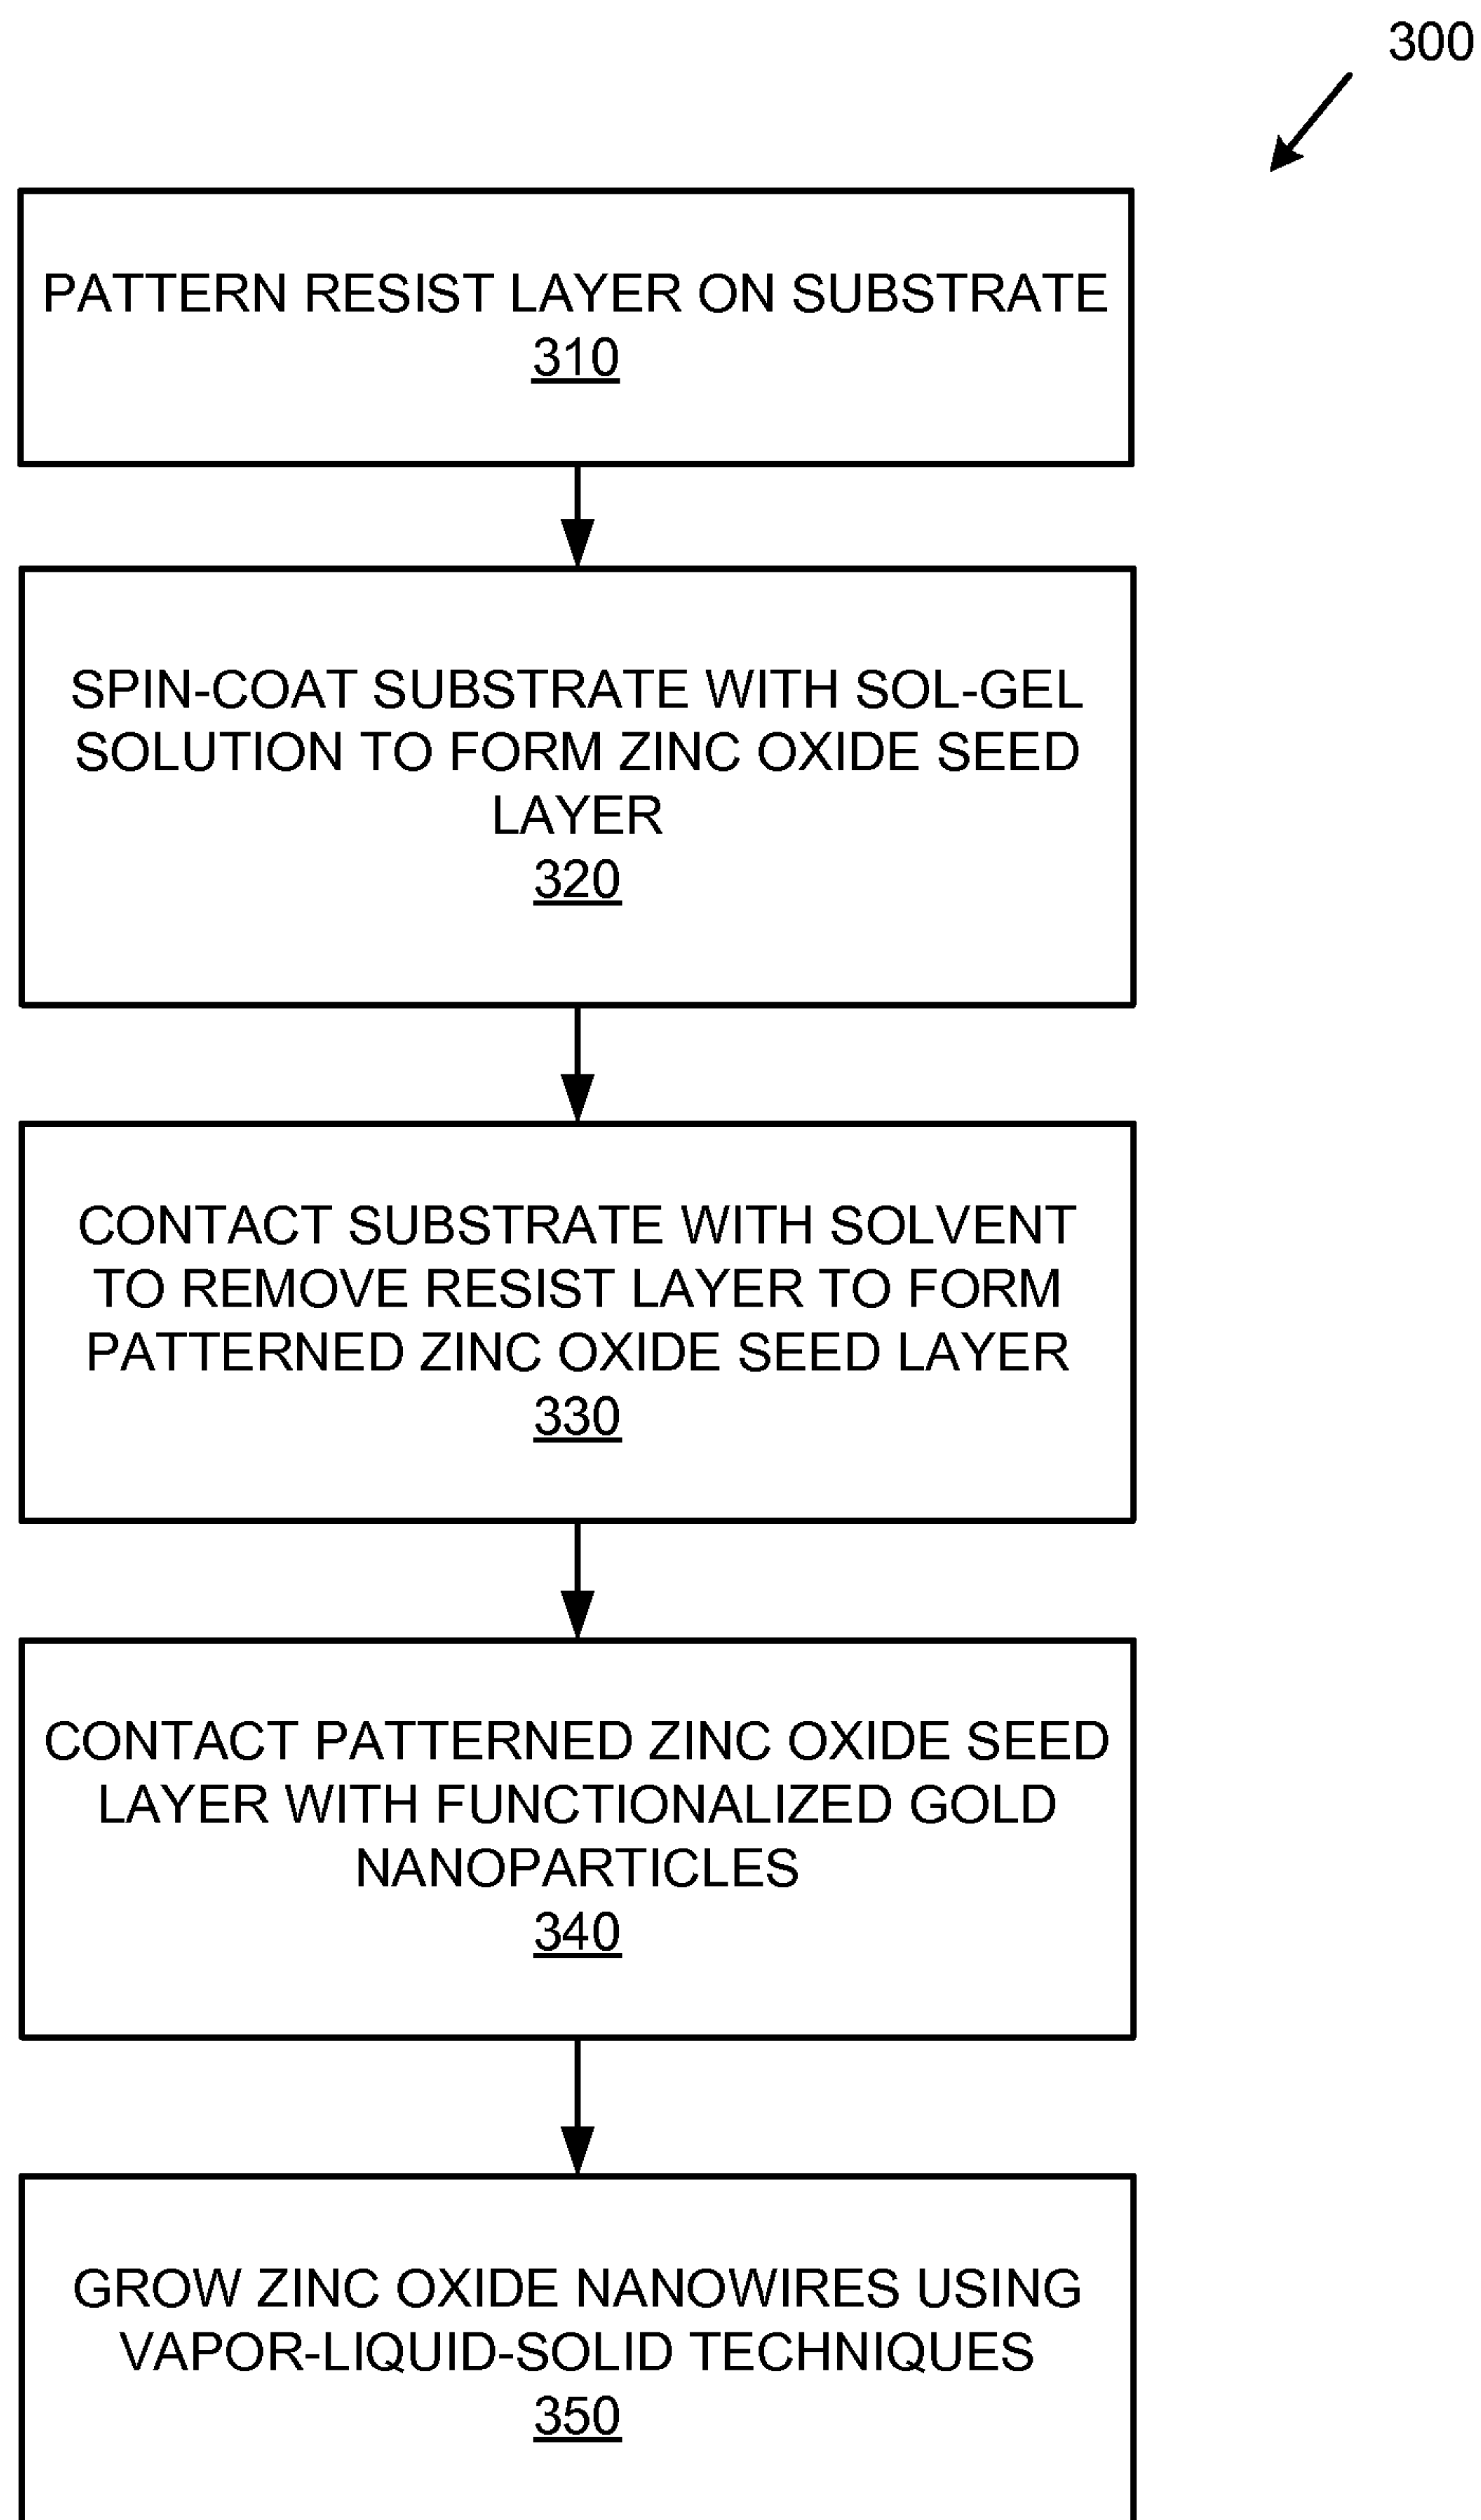 300
PATTERN RESIST LAYER ON SUBSTRATE
310
SPIN-COAT SUBSTRATE WITH SOL-GEL
SOLUTION TO FORM ZINC OXIDE SEED
LAYER
320
CONTACT SUBSTRATE WITH SOLVENT
TO REMOVE RESIST LAYER TO FORM
PATTERNED ZINC OXIDE SEED LAYER
330
CONTACT PATTERNED ZINC OXIDE SEED
LAYER WITH FUNCTIONALIZED GOLD
NANOPARTICLES
340
GROW ZINC OXIDE NANOWIRES USING
VAPOR-LIQUID-SOLID TECHNIQUES
350